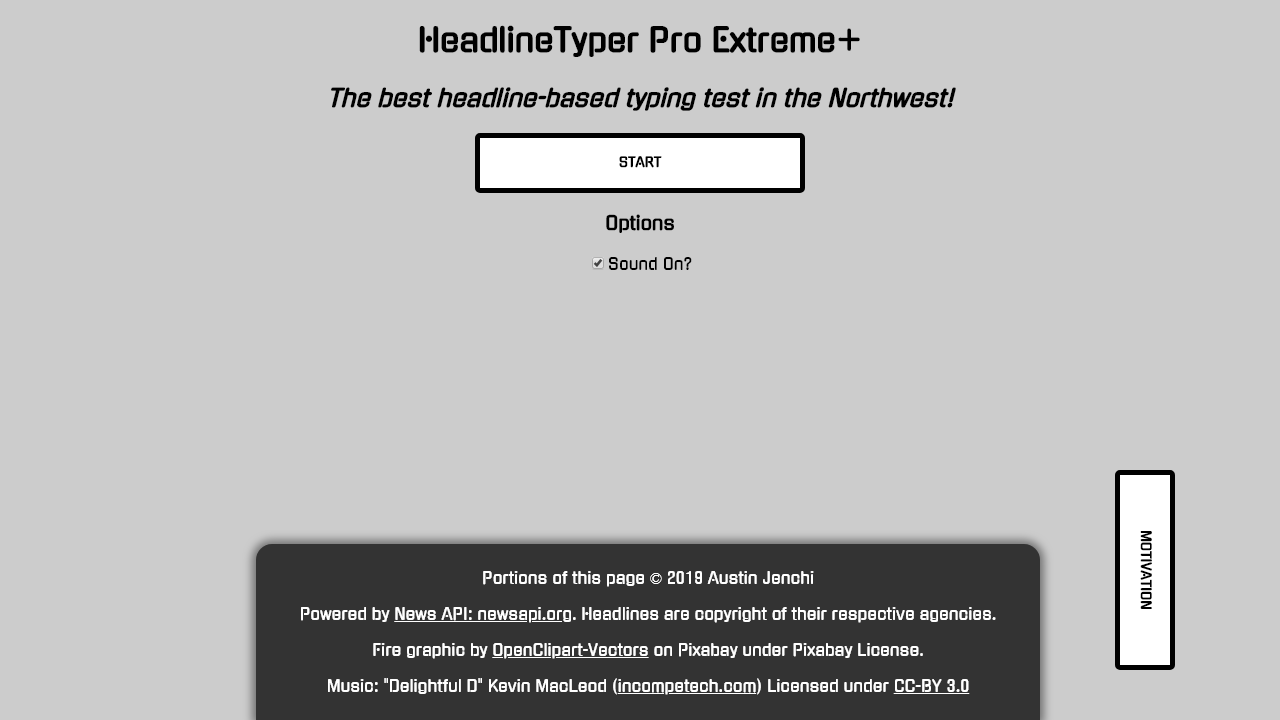 HeadlineTyper Pro Extreme+
The best headline-based typing test in the Northwest!
START
Options
Sound On?
MOTIVATION
Portions of this page © 2019 Austin Jenchi
Powered by News API: newsapi.org. Headlines are copyright of their respective agencies.
Fire graphic by OpenClipart-Vectors on Pixabay under Pixabay License.
Music: "Delightful D" Kevin MacLeod (incompetech.com) Licensed under CC-BY 3.0